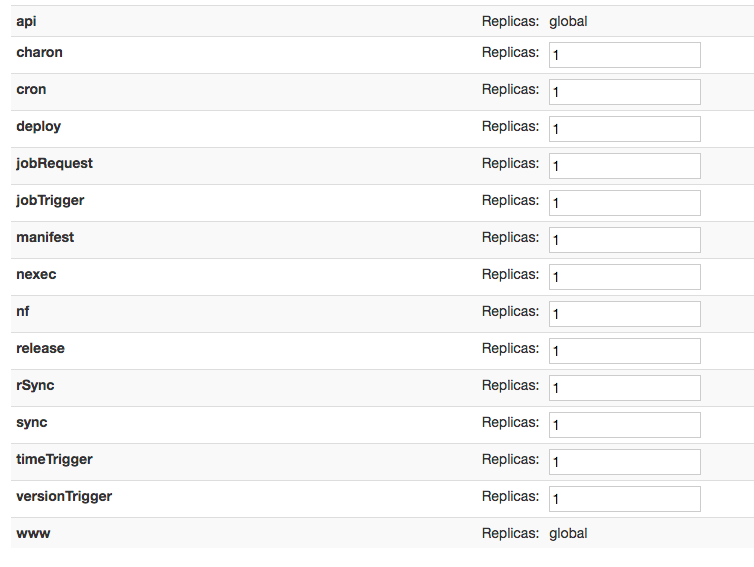 api Replicas: global
charon Replicas: 1
cron Replicas: 1
deploy Replicas: 1
jobRequest Replicas: 1
jobTrigger Replicas: 1
manifest Replicas: 1
nexec Replicas: 1
nf Replicas: 1
release Replicas: 1
rSync Replicas: 1
sync Replicas: 1
timeTrigger Replicas: 1
versionTrigger Replicas: 1
www Replicas: global